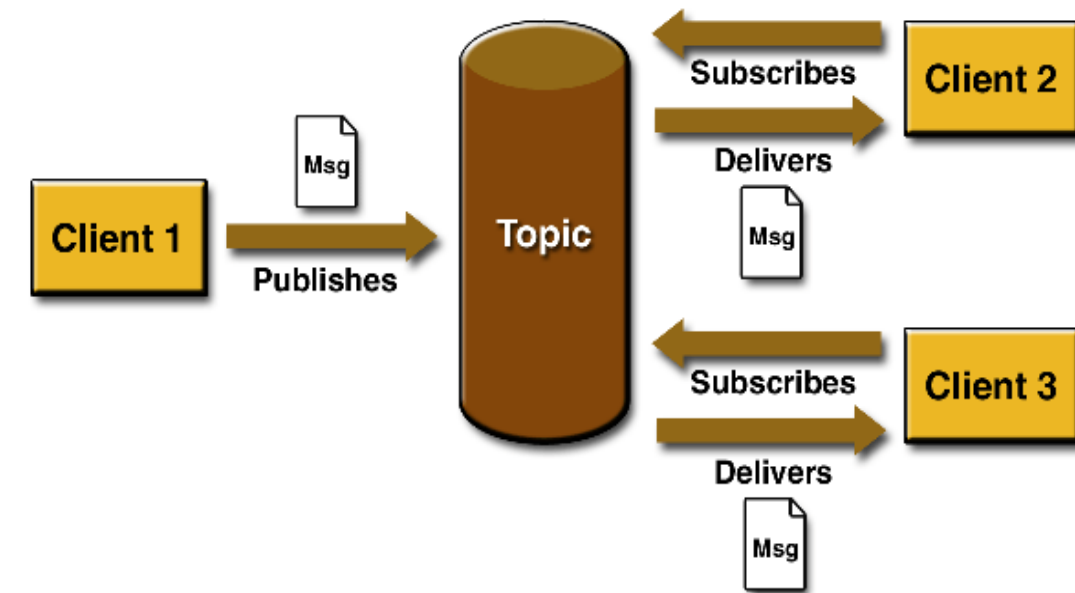 Client 1
Msg
Publishes
Topic
Subscribes
Delivers
Msg
Client 2
Subscribes
Delivers
Msg
Client 3